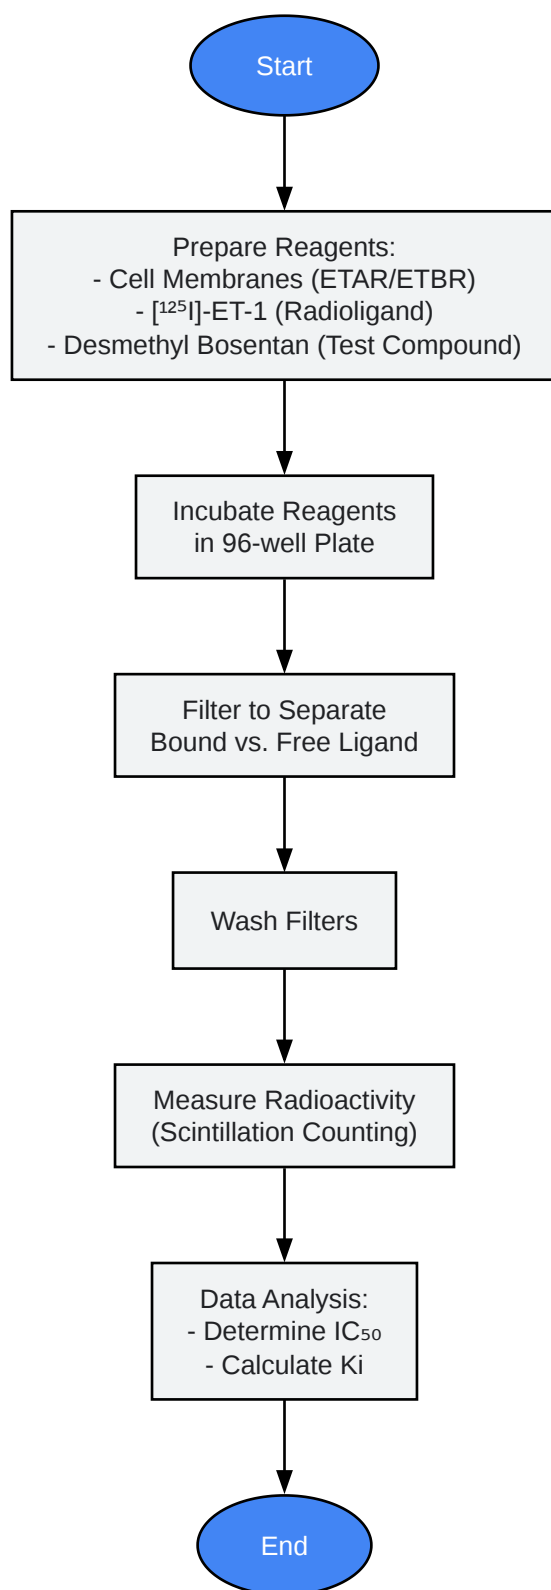 Start
Prepare Reagents:
- Cell Membranes (ETAR/ETBR)
- [¹²⁵I]-ET-1 (Radioligand)
- Desmethyl Bosentan (Test Compound)
Incubate Reagents
in 96-well Plate
Filter to Separate
Bound vs. Free Ligand
Wash Filters
Measure Radioactivity
(Scintillation Counting)
Data Analysis:
- Determine IC₅₀
- Calculate Ki
End